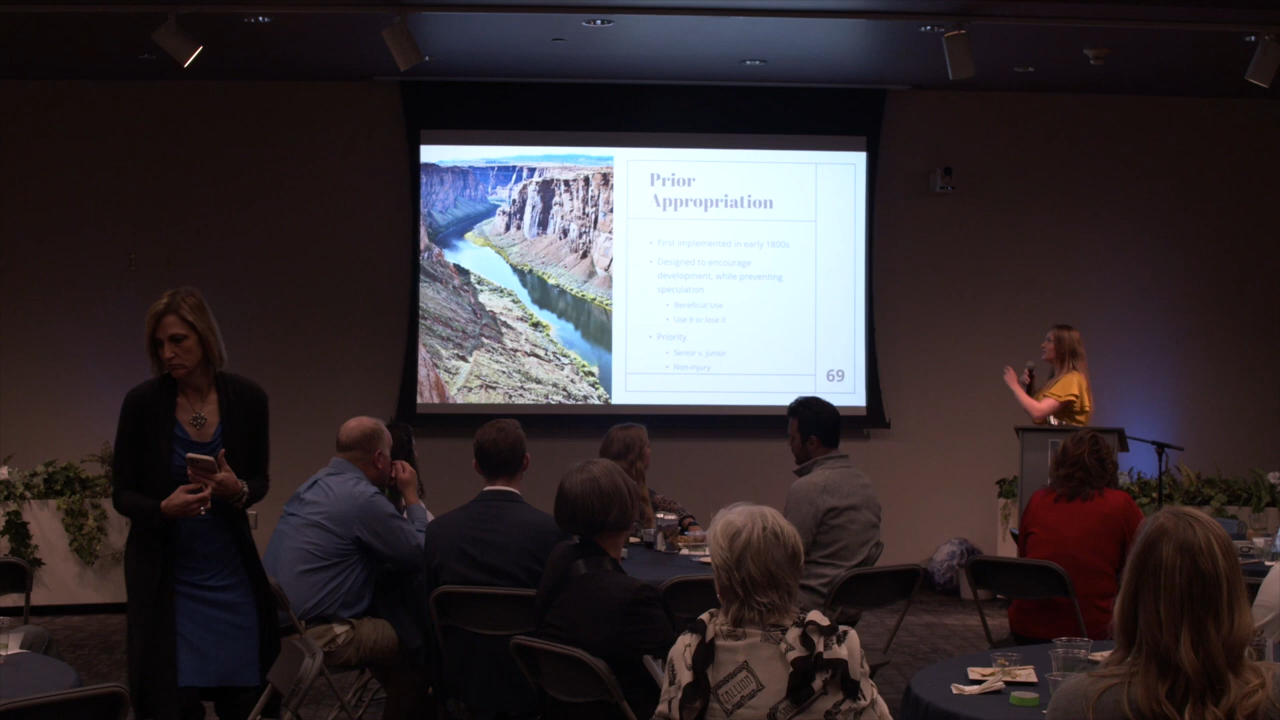 Prior
Appropriation
• First implemented in early 1800s
• Designed to encourage
development, while preventing
speculation
• Beneficial Use
• Use it or lose it
• Priority
• Senior v. Junior
• Non-injury
69
TALLINN